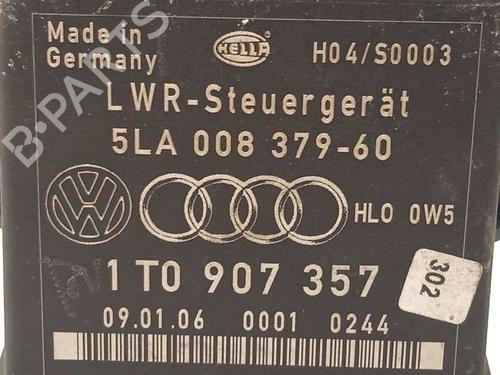 Made in
Germany
HELLA
H04/S0003
LWR-Steuergerät
5LA 008 379-60
HLO 0W5
1T0 907 357
302
09.01.06 0001 0244
B-PARTS